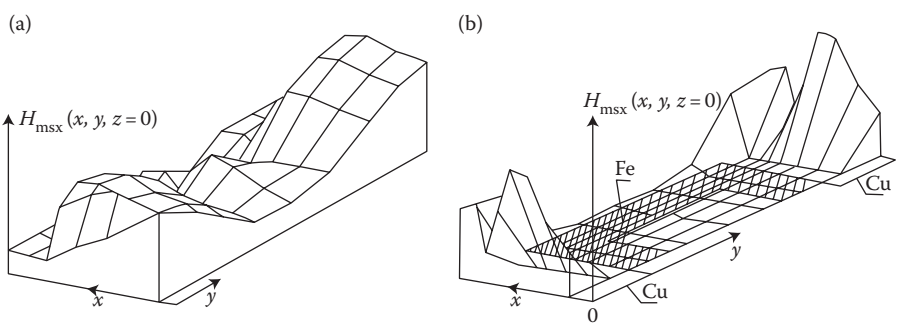 (a)
H_msx (x, y, z = 0)
x
y
(b)
H_msx (x, y, z = 0)
Fe
Cu
y
x
Cu
0